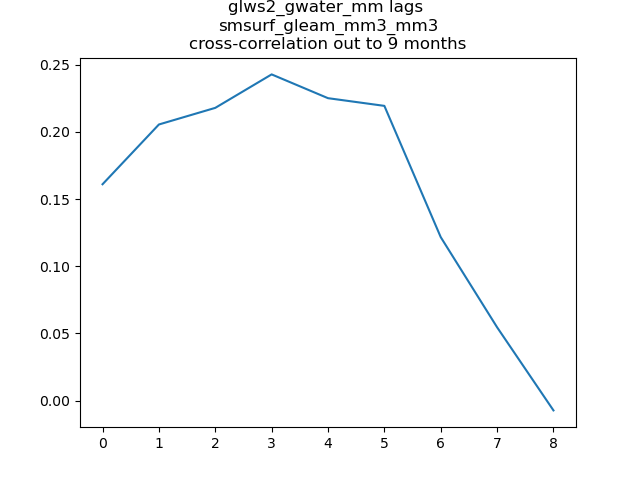 glws2_gwater_mm lags
smsurf_gleam_mm3_mm3
cross-correlation out to 9 months
0.25
0.20
0.15
0.10
0.05
0.00
0 1 2 3 4 5 6 7 8